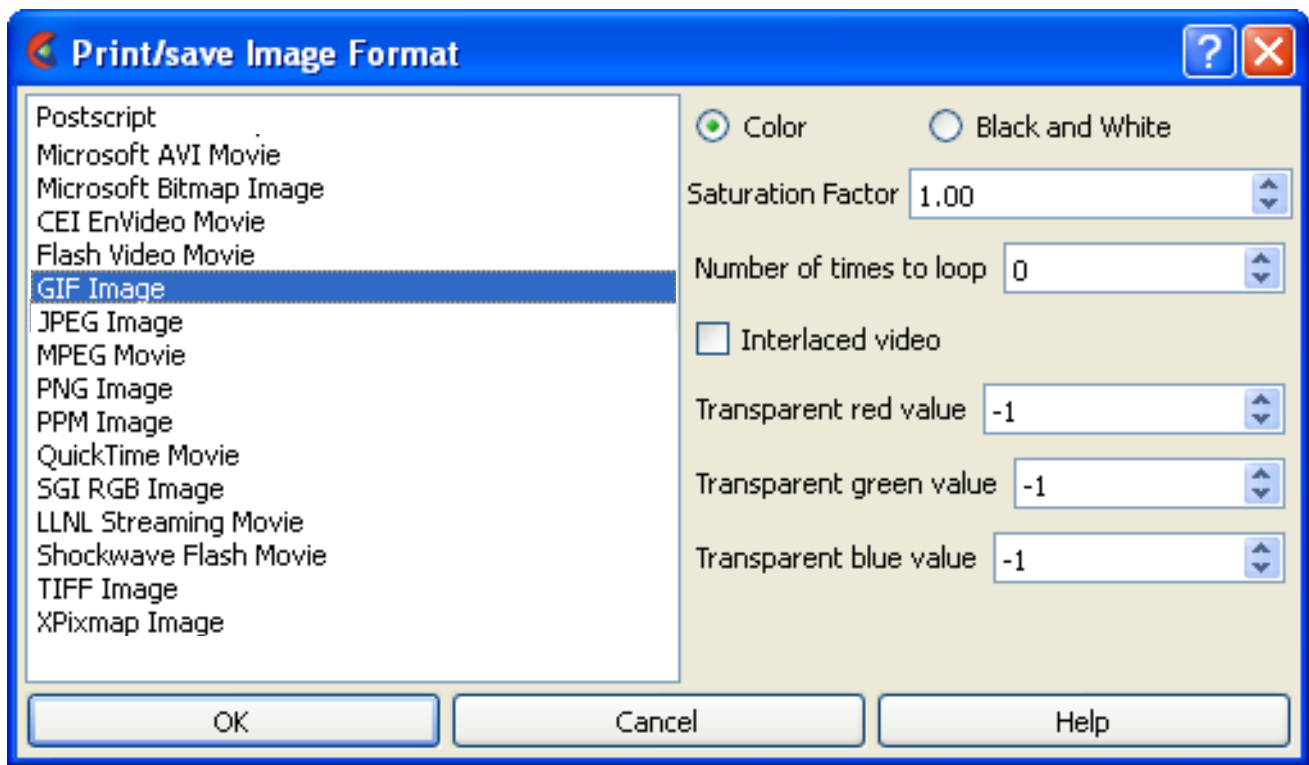 Print/save Image Format
Postscript
Microsoft AVI Movie
Microsoft Bitmap Image
CEI EnVideo Movie
Flash Video Movie
GIF Image
JPEG Image
MPEG Movie
PNG Image
PPM Image
QuickTime Movie
SGI RGB Image
LLNL Streaming Movie
Shockwave Flash Movie
TIFF Image
XPixmap Image
Color Black and White
Saturation Factor 1.00
Number of times to loop 0
Interlaced video
Transparent red value -1
Transparent green value -1
Transparent blue value -1
OK Cancel Help